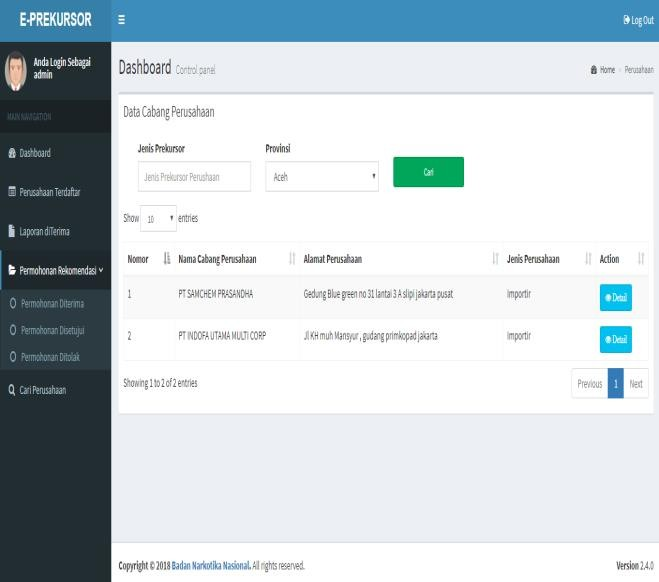 E-PREKURSOR
Log Out
Anda Login Sebagai
admin
Dashboard Control panel
Home > Perusahaan
MAIN NAVIGATION
Dashboard
Perusahaan Terdaftar
Laporan diTerima
Permohonan Rekomendasi
Permohonan Diterima
Permohonan Disetujui
Permohonan Ditolak
Cari Perusahaan
Data Cabang Perusahaan
Jenis Prekursor Provinsi
Jenis Prekursor Perushaan Aceh Cari
Show 10 entries
Nomor Nama Cabang Perusahaan Alamat Perusahaan Jenis Perusahaan Action
1 PT SAMCHEM PRASANDHA Gedung Blue green no 31 lantai 3 A slipi jakarta pusat Importir Detail
2 PT INDOFA UTAMA MULTI CORP Jl KH muh Mansyur , gudang primkopad jakarta Importir Detail
Showing 1 to 2 of 2 entries Previous 1 Next
Copyright © 2018 Badan Narkotika Nasional. All rights reserved. Version 2.4.0